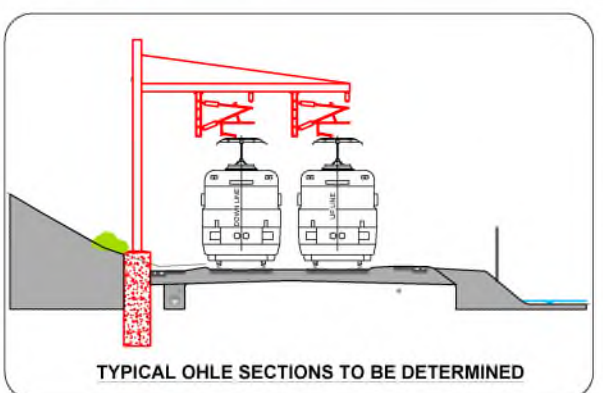 DOWN LINE
UP LINE
TYPICAL OHLE SECTIONS TO BE DETERMINED